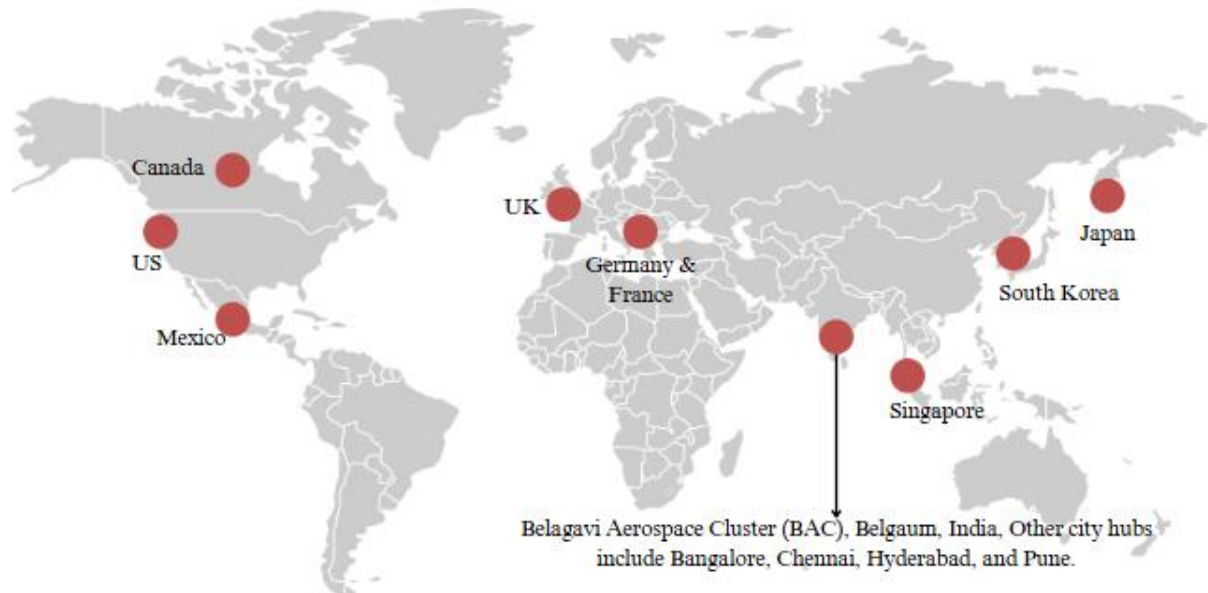 Canada
UK
US
Japan
Germany &
France
South Korea
Mexico
Singapore
Belagavi Aerospace Cluster (BAC), Belgaum, India, Other city hubs
include Bangalore, Chennai, Hyderabad, and Pune.